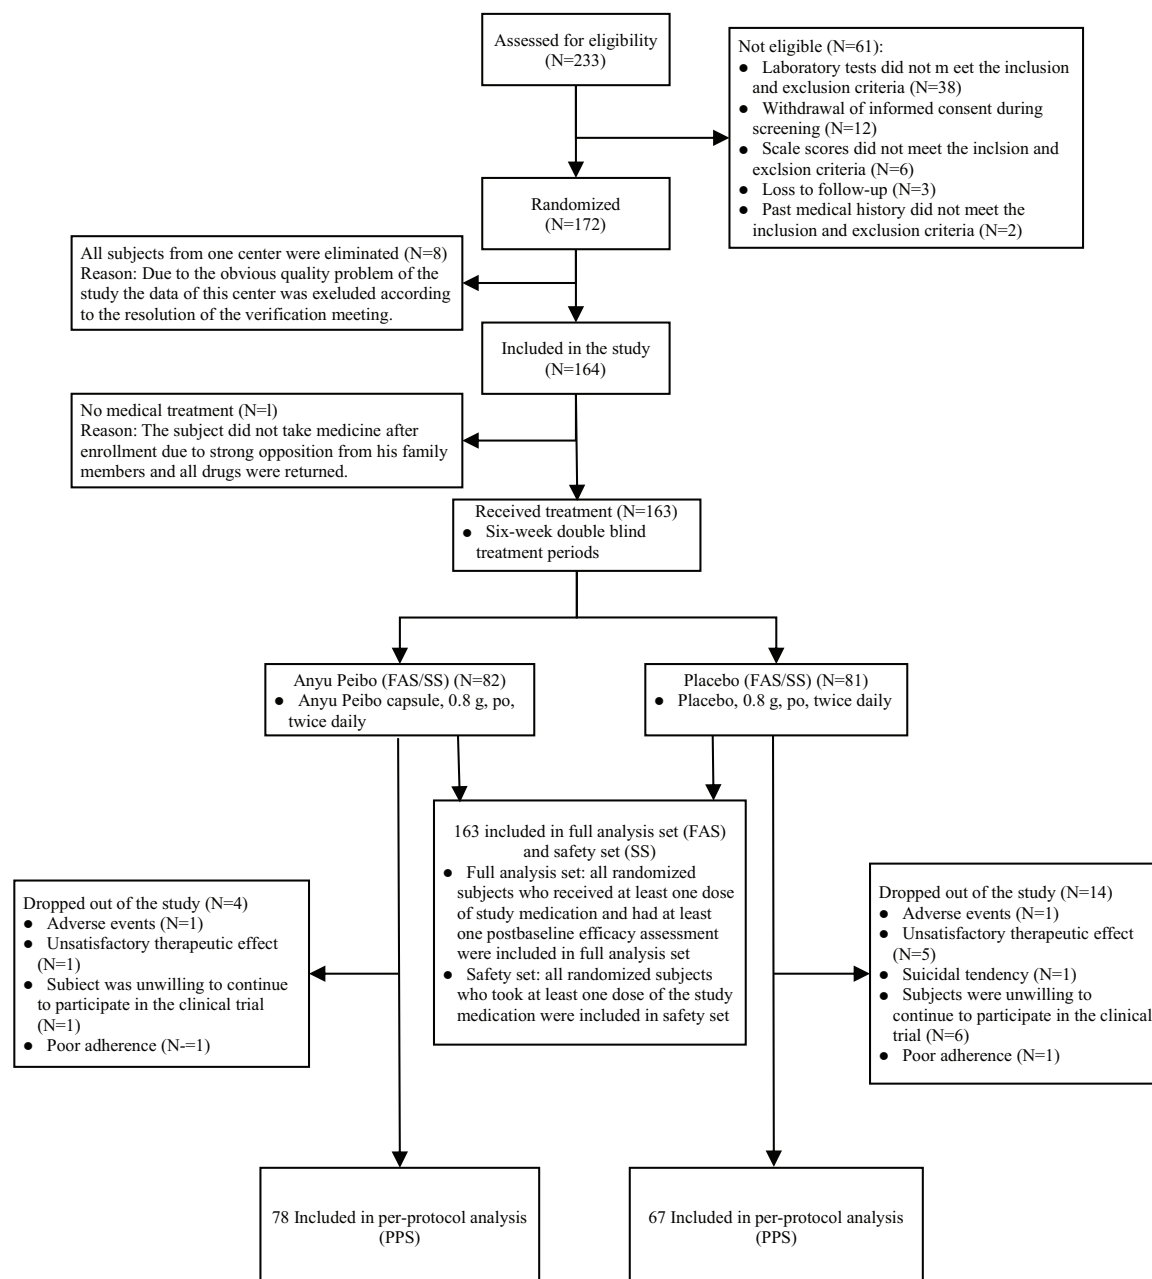 Assessed for eligibility
(N=233)
Not eligible (N=61):
● Laboratory tests did not m eet the inclusion
and exclusion criteria (N=38)
● Withdrawal of informed consent during
screening (N=12)
● Scale scores did not meet the inclsion and
exclsion criteria (N=6)
● Loss to follow-up (N=3)
● Past medical history did not meet the
inclusion and exclusion criteria (N=2)
Randomized
(N=172)
All subjects from one center were eliminated (N=8)
Reason: Due to the obvious quality problem of the
study the data of this center was exeluded according
to the resolution of the verification meeting.
Included in the study
(N=164)
No medical treatment (N=l)
Reason: The subject did not take medicine after
enrollment due to strong opposition from his family
members and all drugs were returned.
Received treatment (N=163)
● Six-week double blind
treatment periods
Anyu Peibo (FAS/SS) (N=82)
● Anyu Peibo capsule, 0.8 g, po,
twice daily
Placebo (FAS/SS) (N=81)
● Placebo, 0.8 g, po, twice daily
163 included in full analysis set (FAS)
and safety set (SS)
● Full analysis set: all randomized
subjects who received at least one dose
of study medication and had at least
one postbaseline efficacy assessment
were included in full analysis set
● Safety set: all randomized subjects
who took at least one dose of the study
medication were included in safety set
Dropped out of the study (N=4)
● Adverse events (N=1)
● Unsatisfactory therapeutic effect
(N=1)
● Subiect was unwilling to continue
to participate in the clinical trial
(N=1)
● Poor adherence (N-=1)
Dropped out of the study (N=14)
● Adverse events (N=1)
● Unsatisfactory therapeutic effect
(N=5)
● Suicidal tendency (N=1)
● Subjects were unwilling to
continue to participate in the clinical
trial (N=6)
● Poor adherence (N=1)
78 Included in per-protocol analysis
(PPS)
67 Included in per-protocol analysis
(PPS)